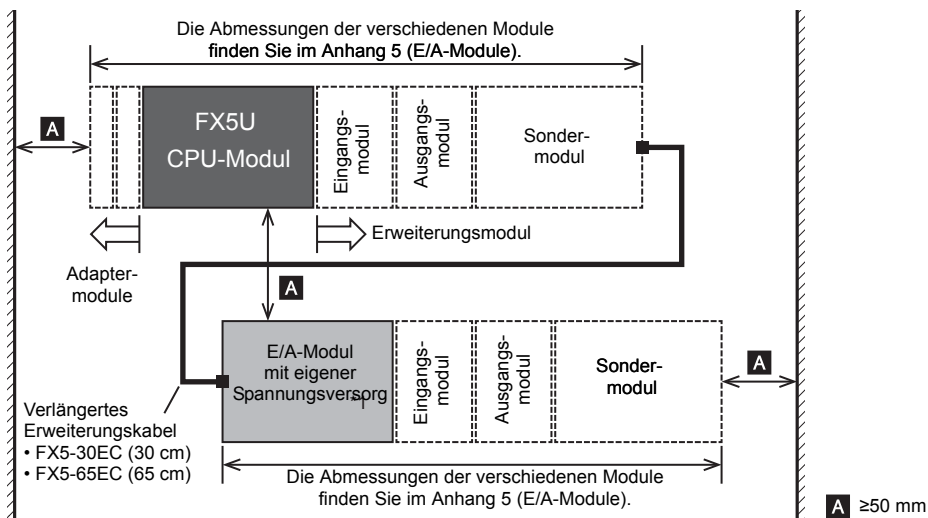 Die Abmessungen der verschiedenen Module
finden Sie im Anhang 5 (E/A-Module).
A
FX5U
CPU-Modul
Eingangs-
modul
Ausgangs-
modul
Sonder-
modul
Erweiterungsmodul
Adapter-
module
A
E/A-Modul
mit eigener
Spannungsversorg
Eingangs-
modul
Ausgangs-
modul
Sonder-
modul
A
Verlängertes
Erweiterungskabel
• FX5-30EC (30 cm)
• FX5-65EC (65 cm)
Die Abmessungen der verschiedenen Module
finden Sie im Anhang 5 (E/A-Module).
A ≥50 mm